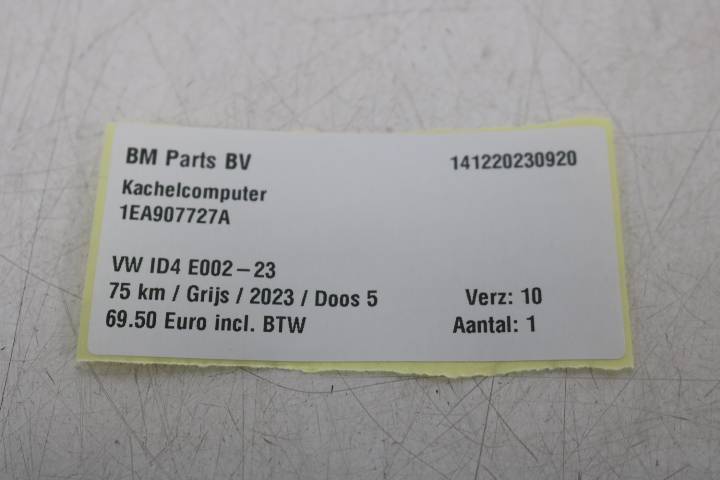 BM Parts BV 141220230920
Kachelcomputer
1EA907727A
VW ID4 E002-23
75 km / Grijs / 2023 / Doos 5 Verz: 10
69.50 Euro incl. BTW Aantal: 1